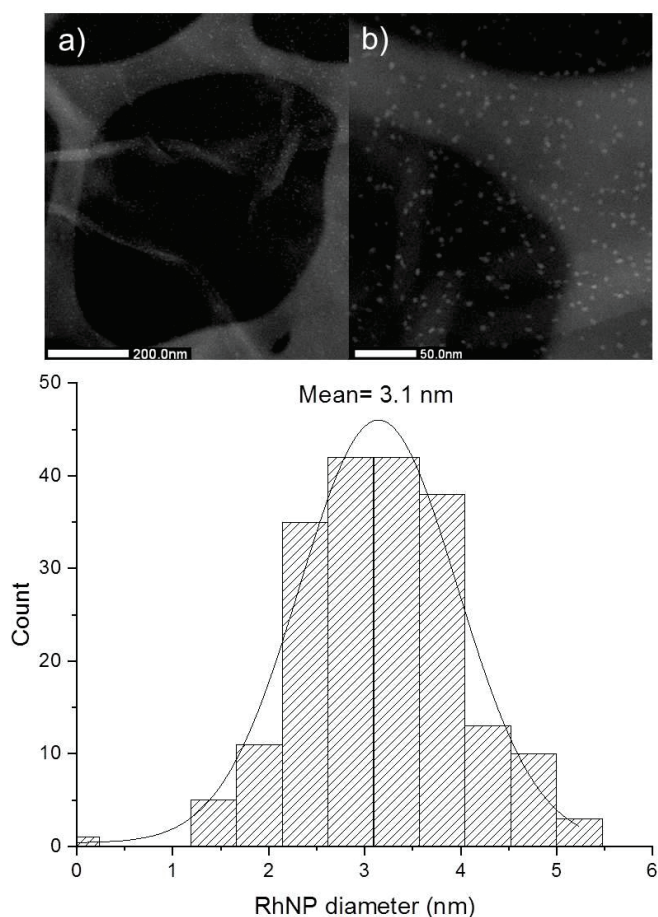 a)
b)
200.0nm
50.0nm
Mean= 3.1 nm
50
40
30
20
10
0
Count
0 1 2 3 4 5 6
RhNP diameter (nm)